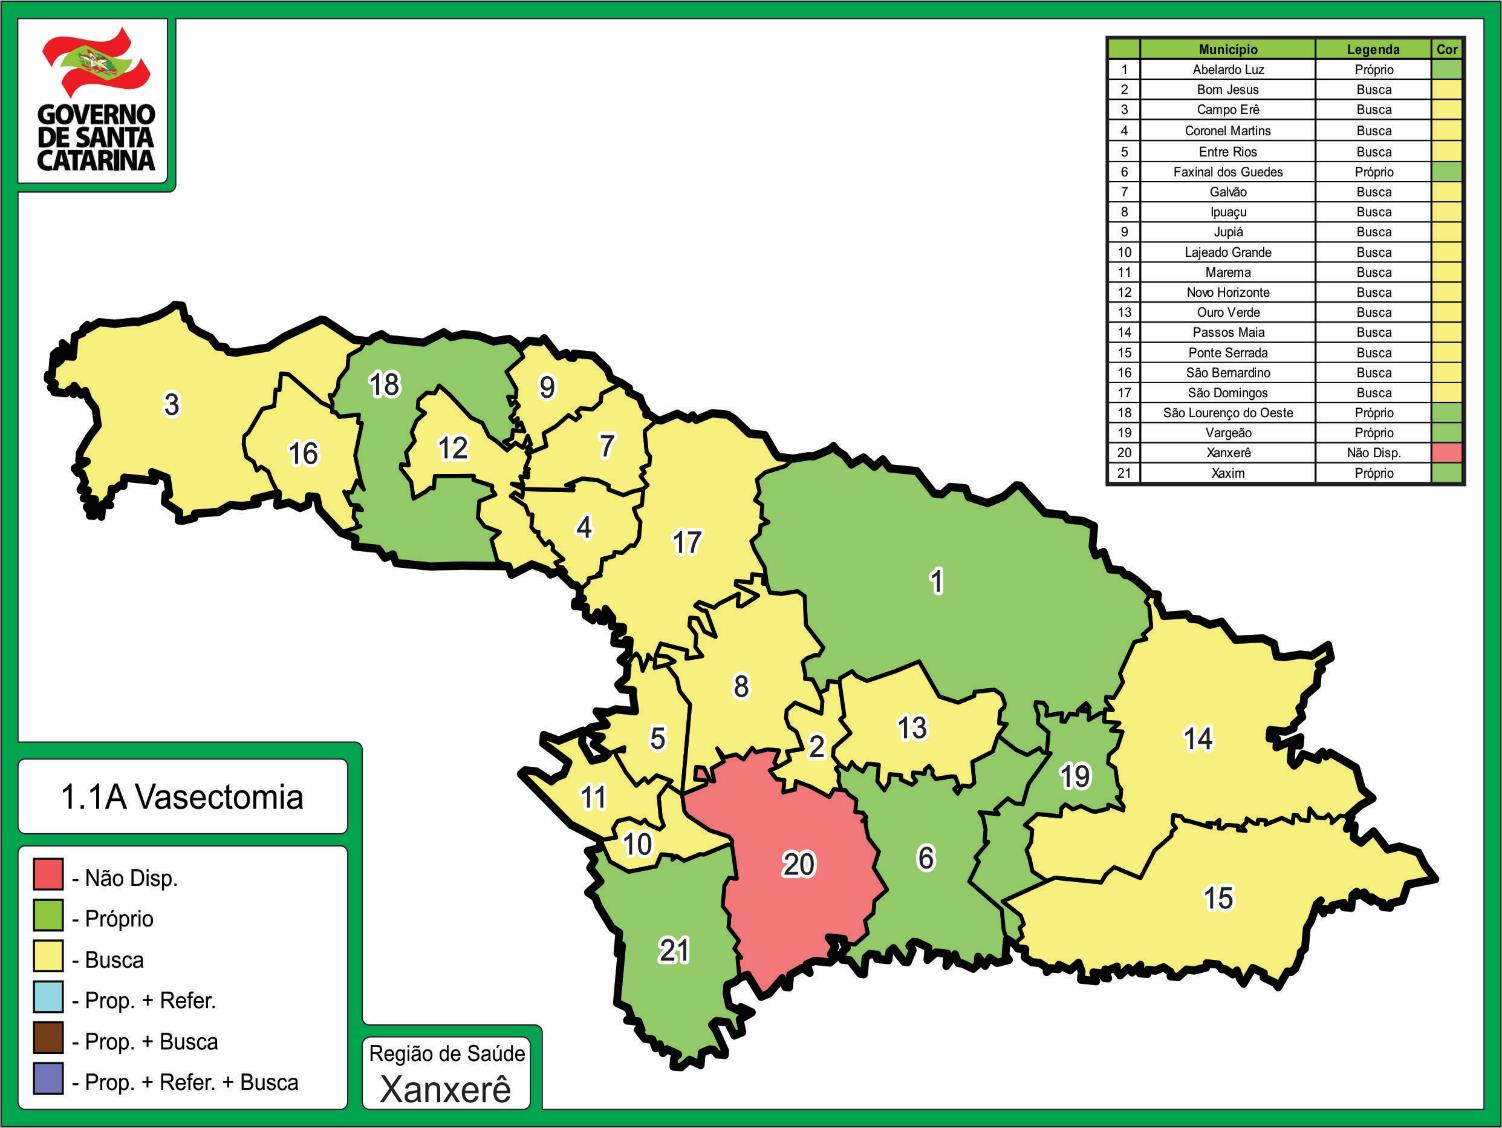 GOVERNO
DE SANTA
CATARINA
Município Legenda Cor
1 Abelardo Luz Próprio
2 Bom Jesus Busca
3 Campo Erê Busca
4 Coronel Martins Busca
5 Entre Rios Busca
6 Faxinal dos Guedes Próprio
7 Galvão Busca
8 Ipuaçu Busca
9 Jupiá Busca
10 Lajeado Grande Busca
11 Marema Busca
12 Novo Horizonte Busca
13 Ouro Verde Busca
14 Passos Maia Busca
15 Ponte Serrada Busca
16 São Bernardino Busca
17 São Domingos Busca
18 São Lourenço do Oeste Próprio
19 Vargeão Próprio
20 Xanxerê Não Disp.
21 Xaxim Próprio
3
18
9
16
12
7
4
17
1
8
5
2
13
14
19
11
10
20
6
15
21
1.1A Vasectomia
- Não Disp.
- Próprio
- Busca
- Prop. + Refer.
- Prop. + Busca
- Prop. + Refer. + Busca
Região de Saúde
Xanxerê